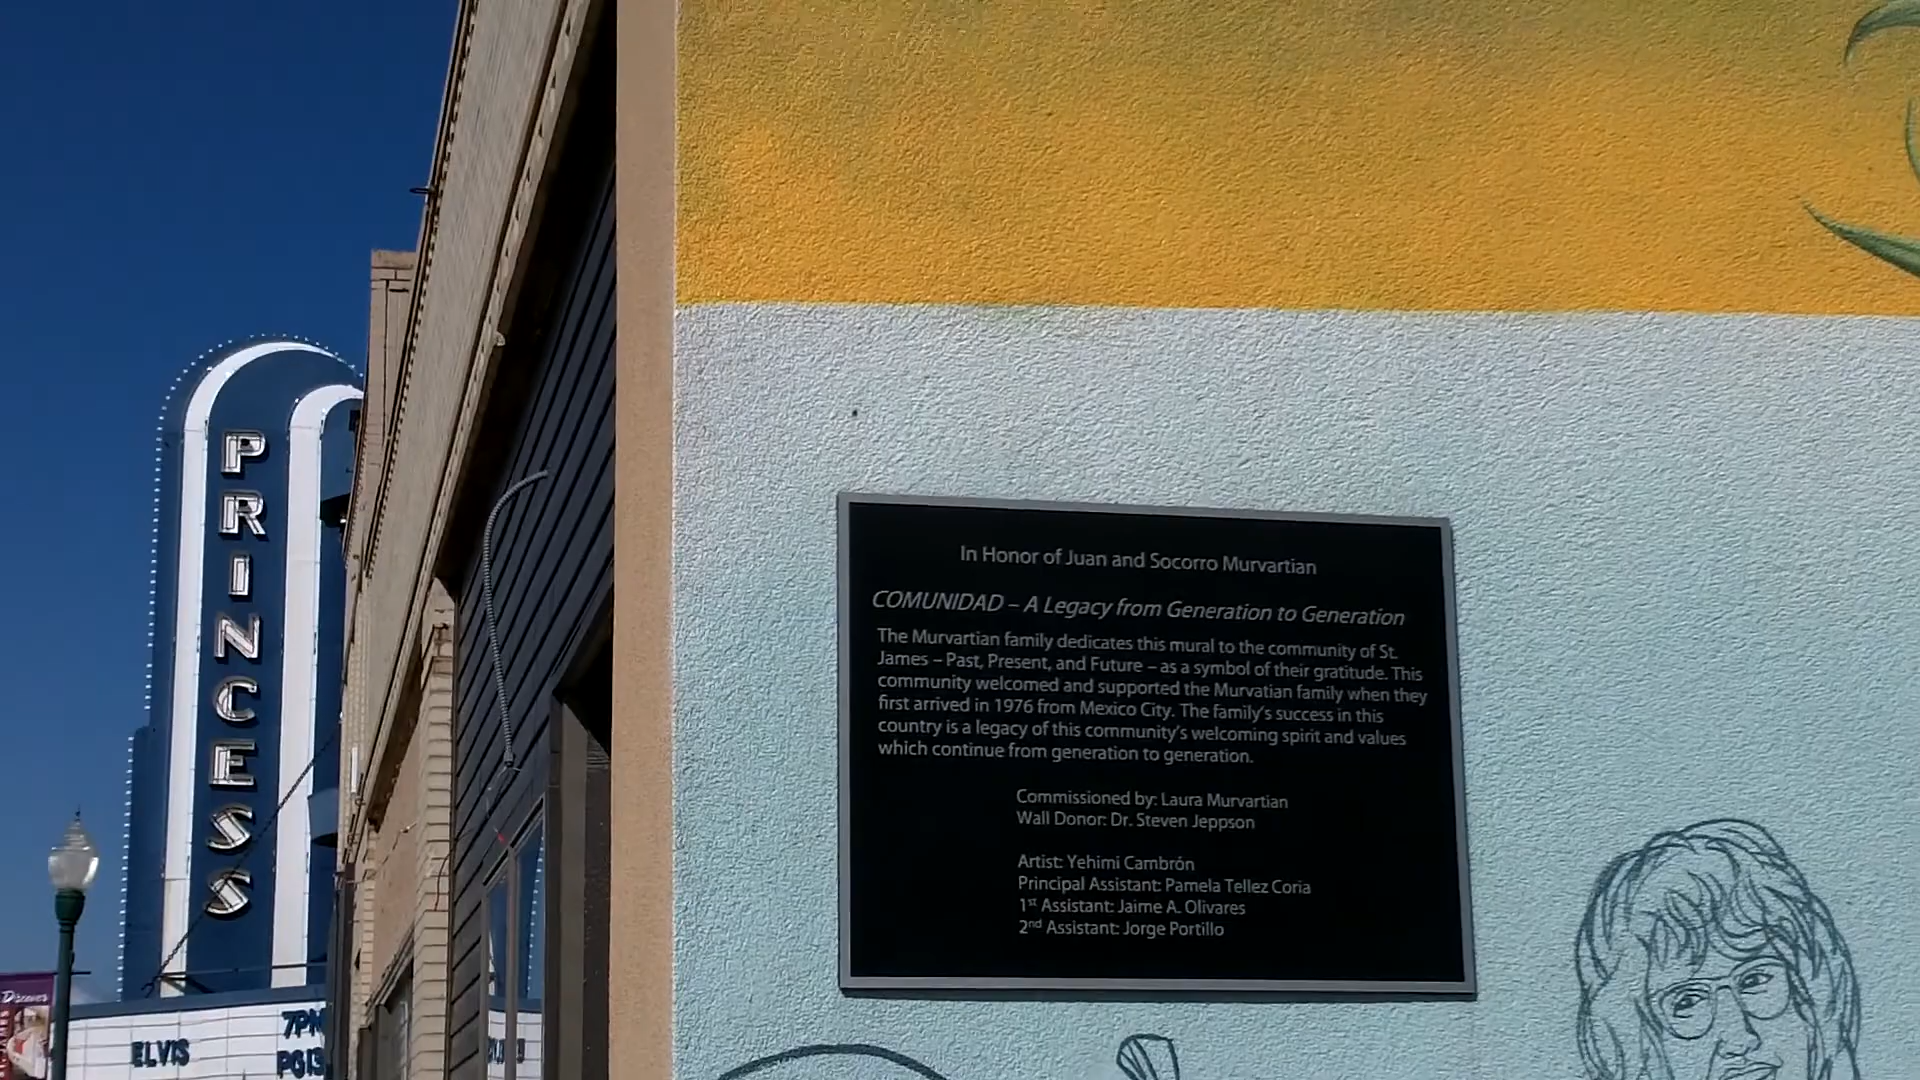 PRINCESS
Discover
ELVIS
7PM
PG13
In Honor of Juan and Socorro Murvartian
COMUNIDAD – A Legacy from Generation to Generation
The Murvartian family dedicates this mural to the community of St.
James – Past, Present, and Future – as a symbol of their gratitude. This
community welcomed and supported the Murvatian family when they
first arrived in 1976 from Mexico City. The family's success in this
country is a legacy of this community's welcoming spirit and values
which continue from generation to generation.
Commissioned by: Laura Murvartian
Wall Donor: Dr. Steven Jeppson
Artist: Yehimi Cambrón
Principal Assistant: Pamela Tellez Coria
1st Assistant: Jaime A. Olivares
2nd Assistant: Jorge Portillo